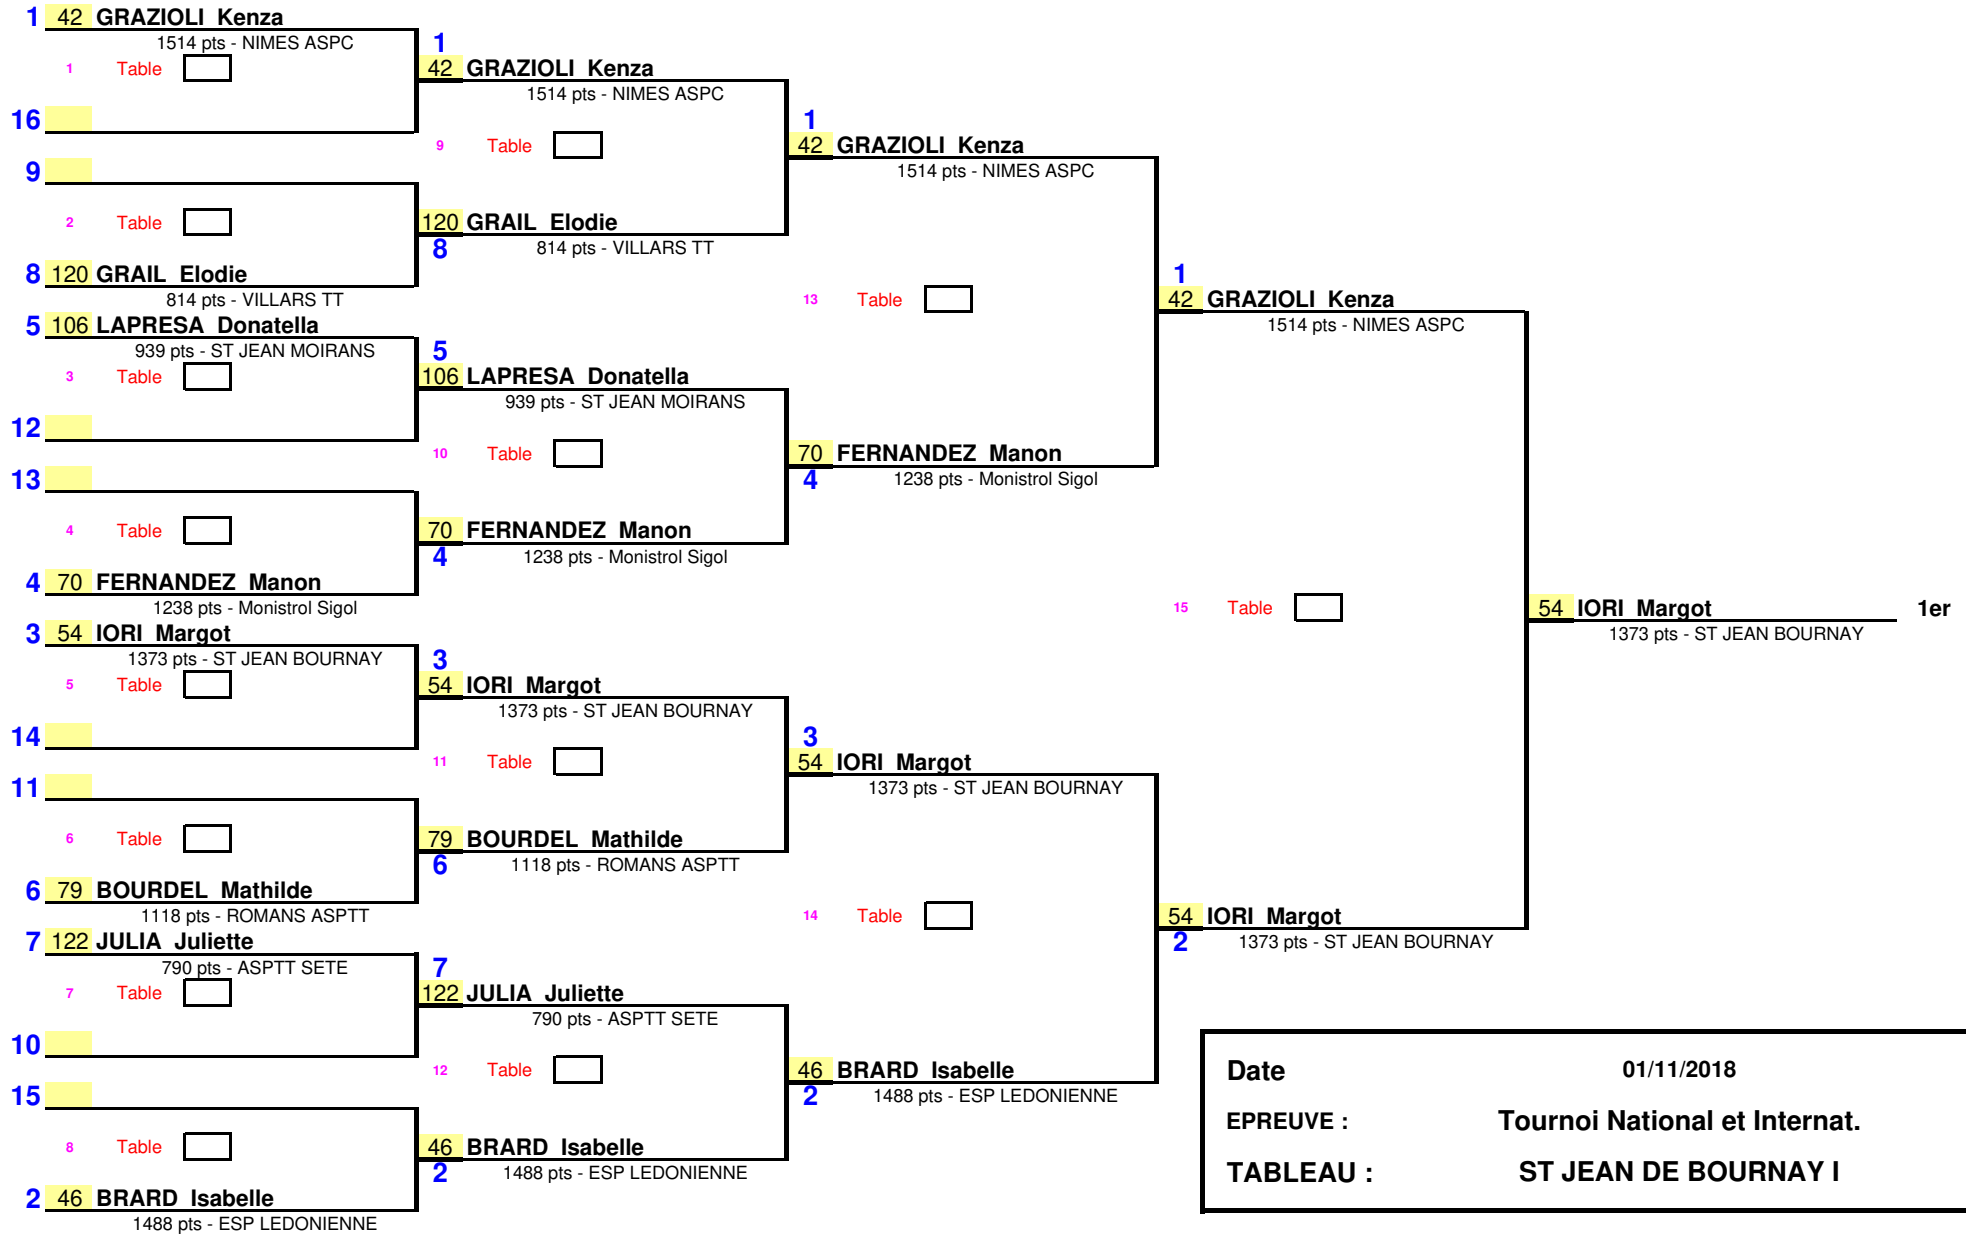 1 42 GRAZIOLI Kenza
1514 pts - NIMES ASPC
1 Table
16
9
2 Table
8 120 GRAIL Elodie
814 pts - VILLARS TT
5 106 LAPRESA Donatella
939 pts - ST JEAN MOIRANS
3 Table
12
13
4 Table
4 70 FERNANDEZ Manon
1238 pts - Monistrol Sigol
3 54 IORI Margot
1373 pts - ST JEAN BOURNAY
5 Table
14
11
6 Table
6 79 BOURDEL Mathilde
1118 pts - ROMANS ASPTT
7 122 JULIA Juliette
790 pts - ASPTT SETE
7 Table
10
15
8 Table
2 46 BRARD Isabelle
1488 pts - ESP LEDONIENNE
1
42 GRAZIOLI Kenza
1514 pts - NIMES ASPC
9 Table
120 GRAIL Elodie
8
814 pts - VILLARS TT
5
106 LAPRESA Donatella
939 pts - ST JEAN MOIRANS
10 Table
70 FERNANDEZ Manon
4
1238 pts - Monistrol Sigol
3
54 IORI Margot
1373 pts - ST JEAN BOURNAY
11 Table
79 BOURDEL Mathilde
6
1118 pts - ROMANS ASPTT
7
122 JULIA Juliette
790 pts - ASPTT SETE
12 Table
46 BRARD Isabelle
2
1488 pts - ESP LEDONIENNE
1
42 GRAZIOLI Kenza
1514 pts - NIMES ASPC
13 Table
70 FERNANDEZ Manon
4
1238 pts - Monistrol Sigol
3
54 IORI Margot
1373 pts - ST JEAN BOURNAY
14 Table
46 BRARD Isabelle
2
1488 pts - ESP LEDONIENNE
1
42 GRAZIOLI Kenza
1514 pts - NIMES ASPC
15 Table
54 IORI Margot
2
1373 pts - ST JEAN BOURNAY
54 IORI Margot 1er
1373 pts - ST JEAN BOURNAY
Date 01/11/2018
EPREUVE : Tournoi National et Internat.
TABLEAU : ST JEAN DE BOURNAY I